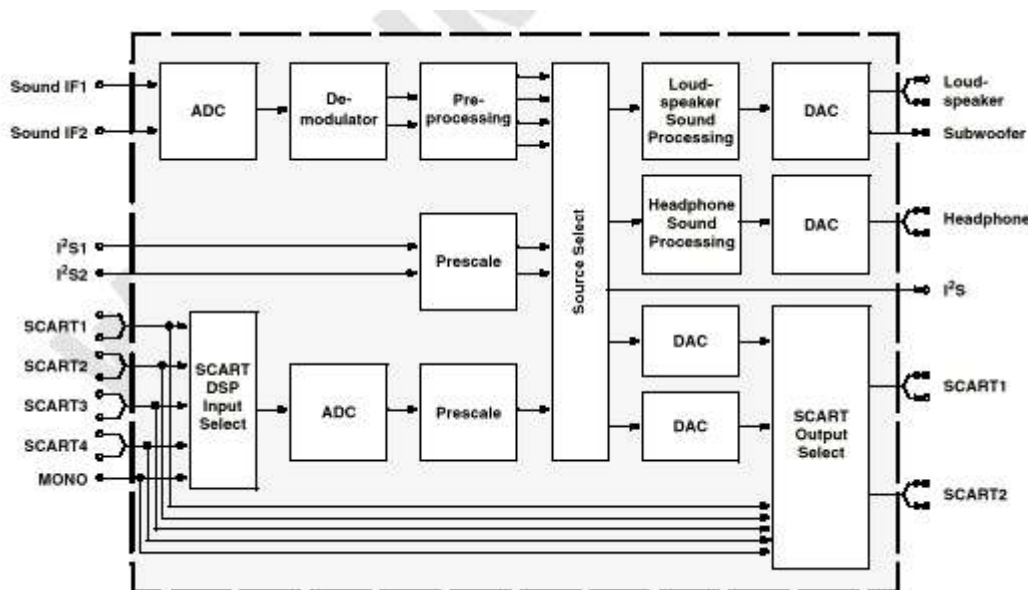 Sound IF1
Sound IF2
ADC
De-
modulator
Pre-
processing
Loud-
speaker
Sound
Processing
DAC
Loud-
speaker
Subwoofer
I²S1
I²S2
Prescale
Source Select
Headphone
Sound
Processing
DAC
Headphone
I²S
SCART1
SCART2
SCART3
SCART4
MONO
SCART
DSP
Input
Select
ADC
Prescale
DAC
DAC
SCART
Output
Select
SCART1
SCART2